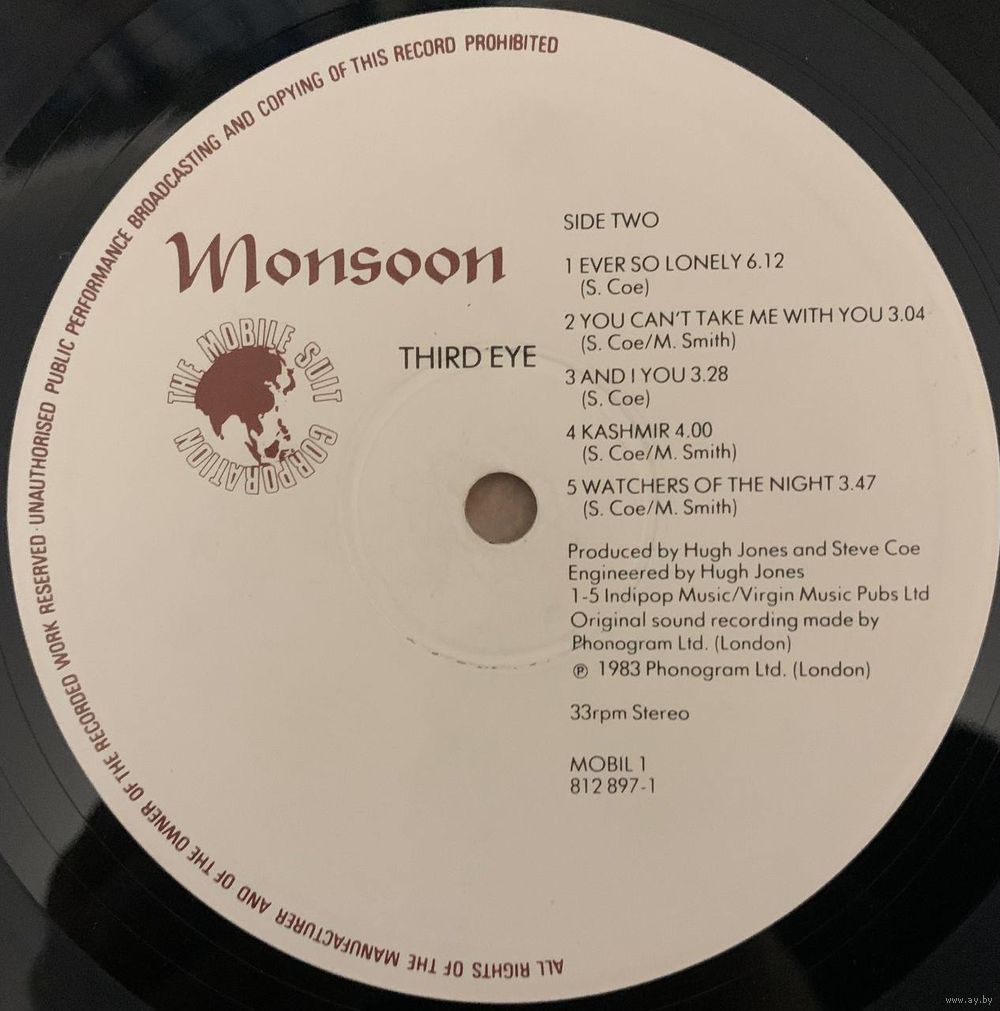 ALL RIGHTS OF THE MANUFACTURER AND OF THE OWNER OF THE RECORDED WORK RESERVED · UNAUTHORISED PUBLIC PERFORMANCE BROADCASTING AND COPYING OF THIS RECORD PROHIBITED
Monsoon
THE MOBILE SUIT CORPORATION
THIRD EYE
SIDE TWO
1 EVER SO LONELY 6.12
(S. Coe)
2 YOU CAN'T TAKE ME WITH YOU 3.04
(S. Coe/M. Smith)
3 AND I YOU 3.28
(S. Coe)
4 KASHMIR 4.00
(S. Coe/M. Smith)
5 WATCHERS OF THE NIGHT 3.47
(S. Coe/M. Smith)
Produced by Hugh Jones and Steve Coe
Engineered by Hugh Jones
1-5 Indipop Music/Virgin Music Pubs Ltd
Original sound recording made by
Phonogram Ltd. (London)
℗ 1983 Phonogram Ltd. (London)
33rpm Stereo
MOBIL 1
812 897-1
www.ay.by